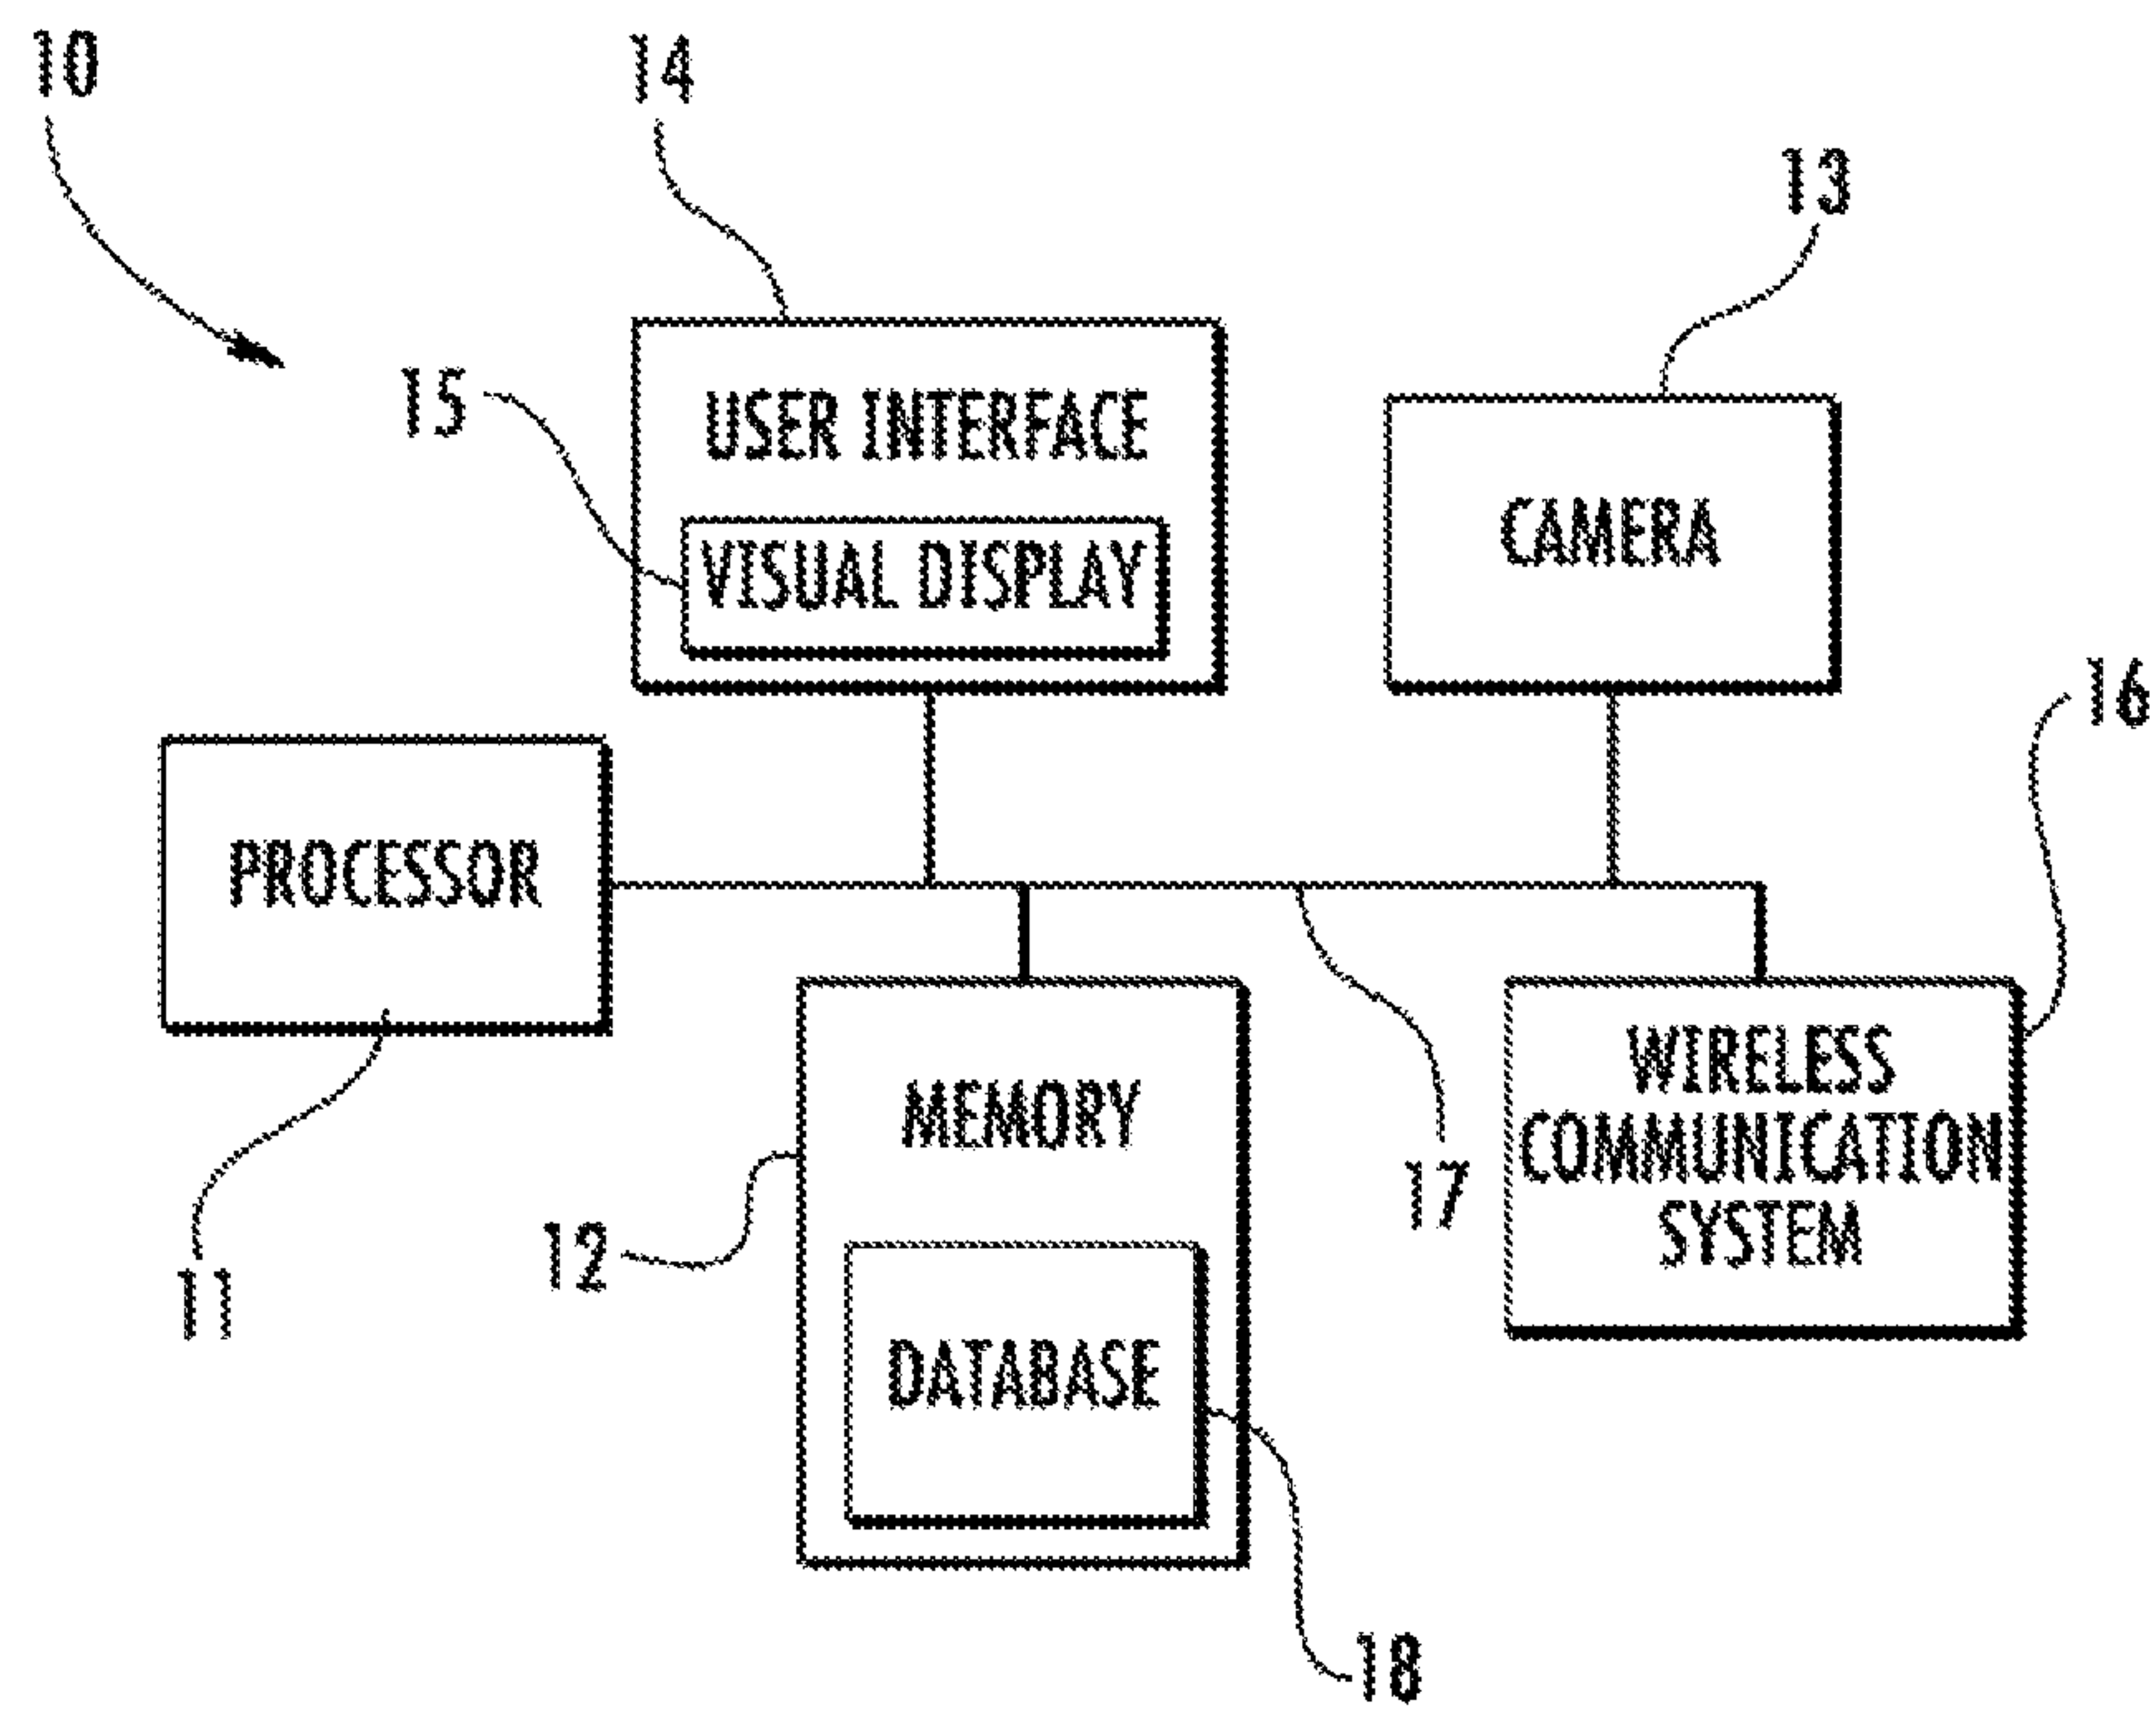 10
14
13
15
USER INTERFACE
VISUAL DISPLAY
CAMERA
16
PROCESSOR
11
MEMORY
12
DATABASE
17
WIRELESS
COMMUNICATION
SYSTEM
18